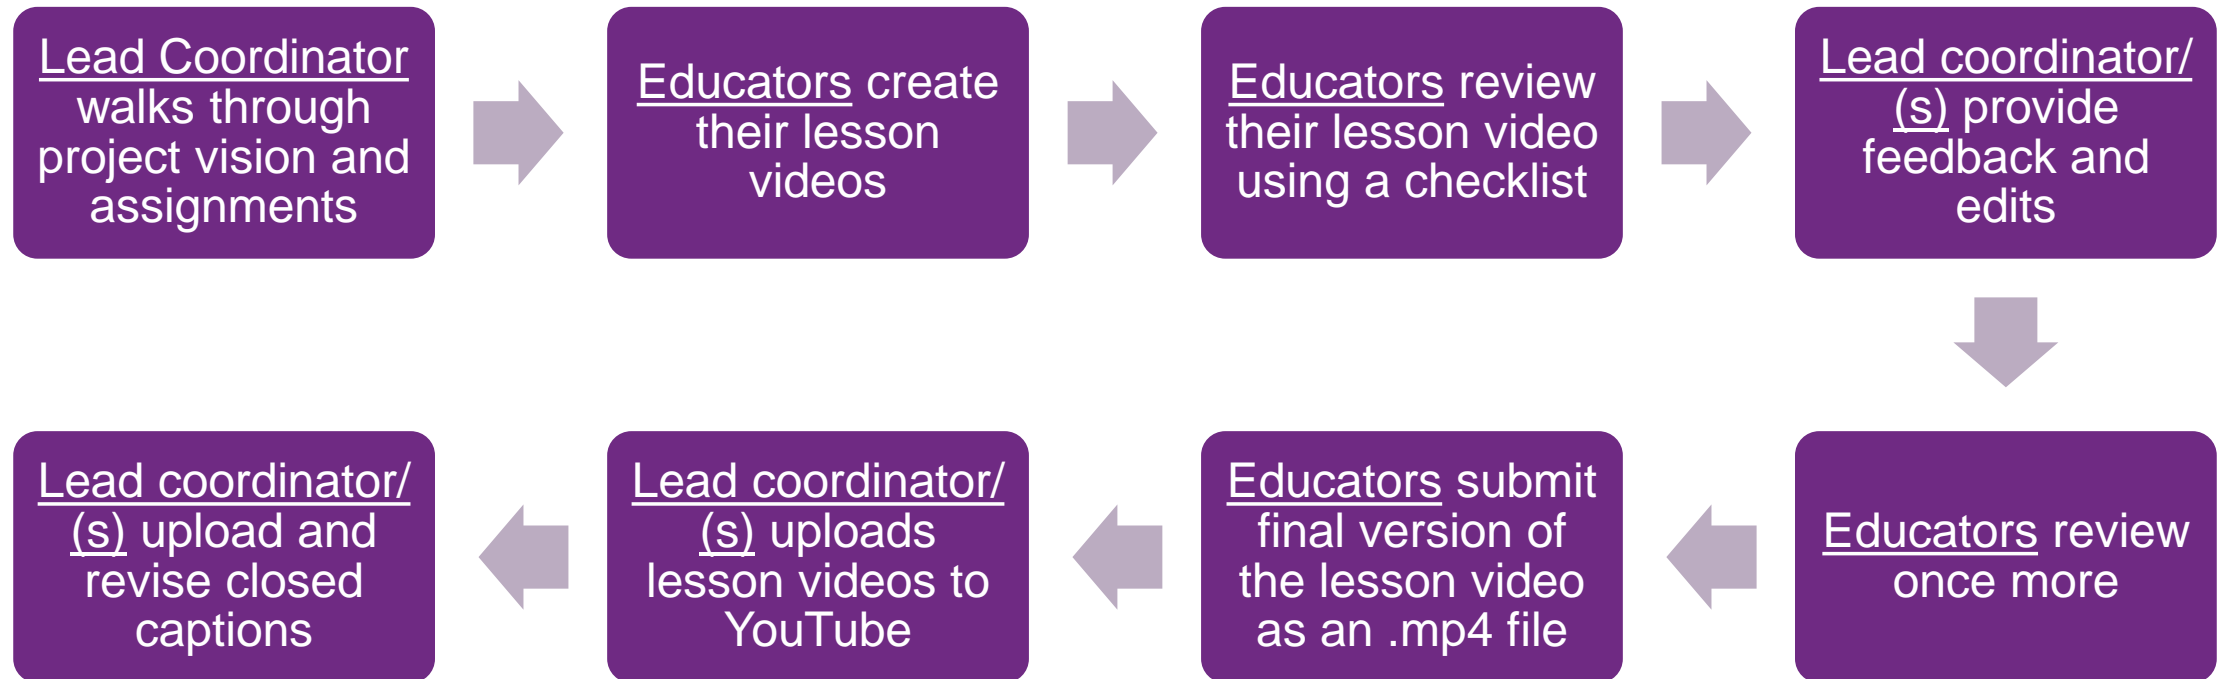 Lead Coordinator
walks through
project vision and
assignments
Educators create
their lesson
videos
Educators review
their lesson video
using a checklist
Lead coordinator/
(s) provide
feedback and
edits
Educators review
once more
Educators submit
final version of
the lesson video
as an .mp4 file
Lead coordinator/
(s) uploads
lesson videos to
YouTube
Lead coordinator/
(s) upload and
revise closed
captions